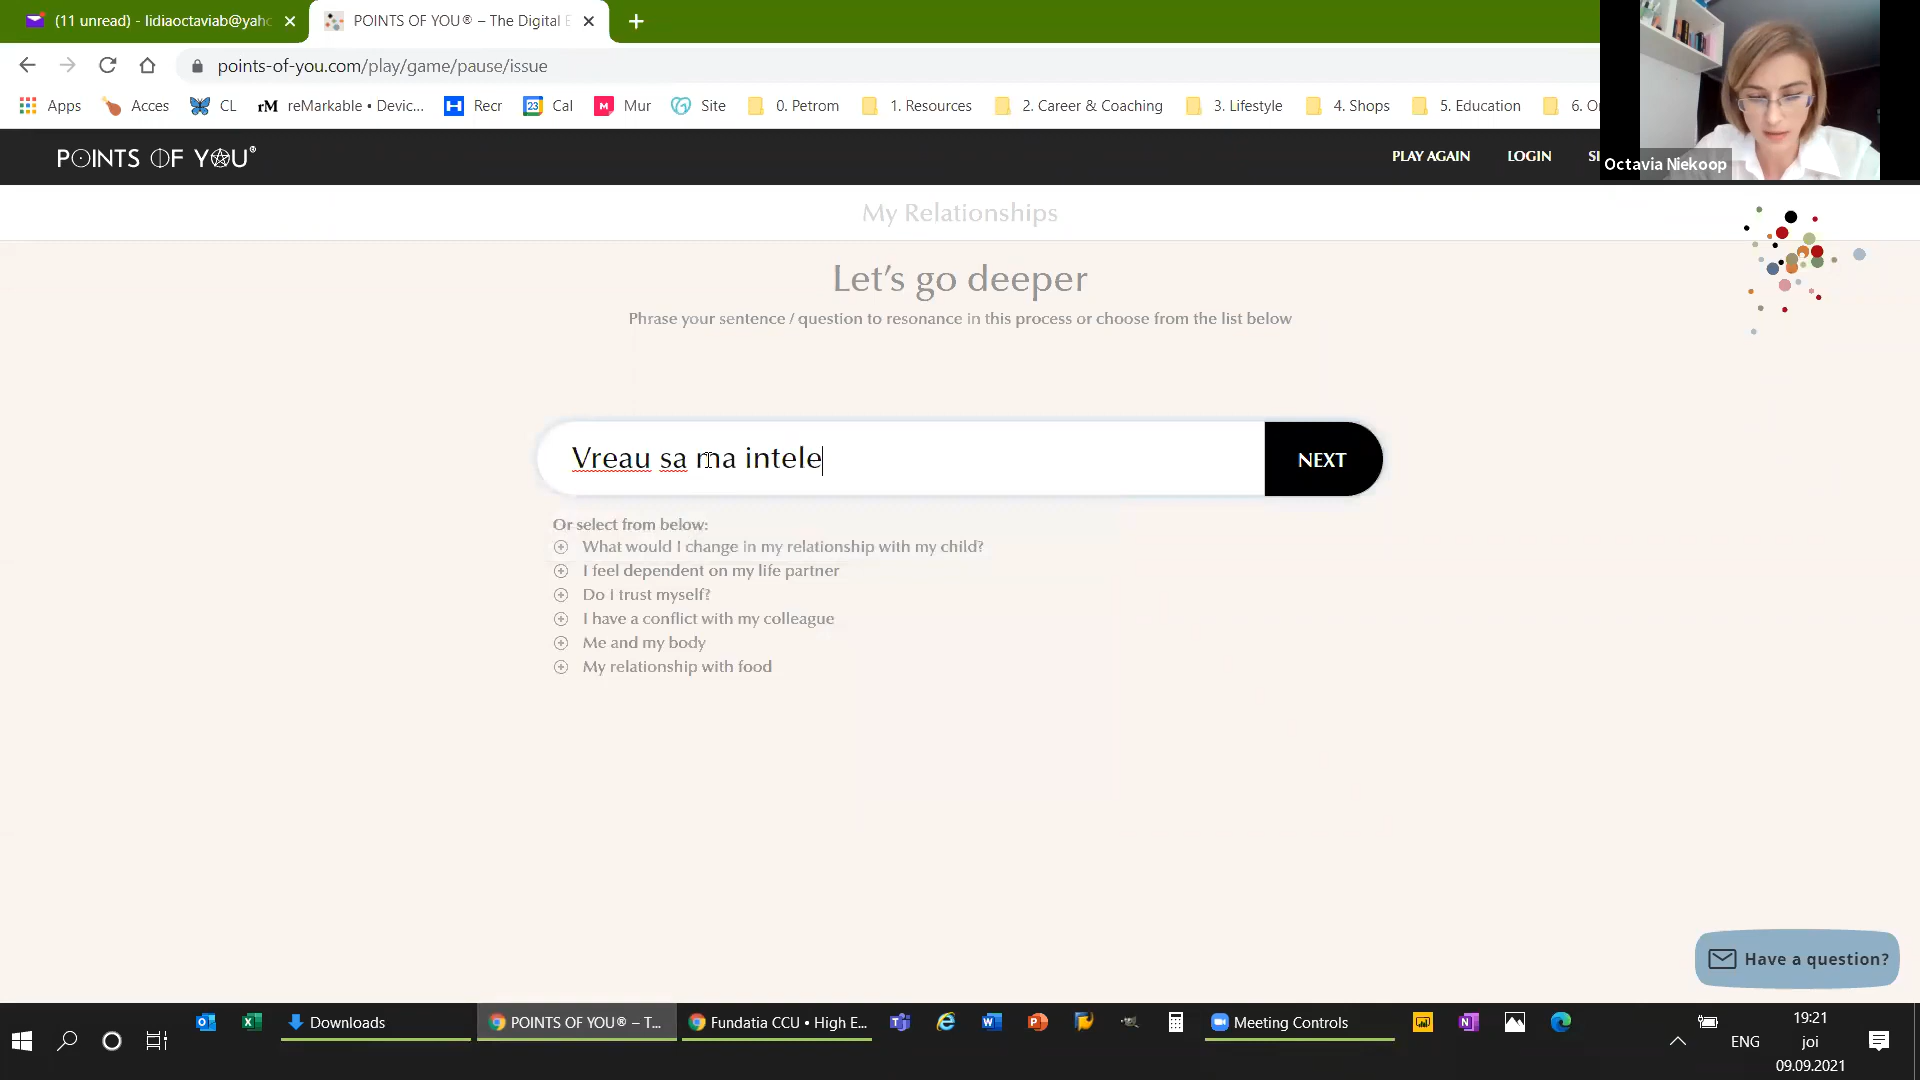 (11 unread) - lidiaoctaviab@yaho
POINTS OF YOU® – The Digital E
points-of-you.com/play/game/pause/issue
Apps
Acces
CL
rM reMarkable • Devic...
Recr
23 Cal
M Mur
Site
0. Petrom
1. Resources
2. Career & Coaching
3. Lifestyle
4. Shops
5. Education
Octavia Niekoop
POINTS OF YOU®
PLAY AGAIN
LOGIN
My Relationships
Let's go deeper
Phrase your sentence / question to resonance in this process or choose from the list below
Vreau sa ma intele
NEXT
Or select from below:
What would I change in my relationship with my child?
I feel dependent on my life partner
Do I trust myself?
I have a conflict with my colleague
Me and my body
My relationship with food
Have a question?
Downloads
POINTS OF YOU® – T...
Fundatia CCU • High E...
Meeting Controls
ENG
19:21
joi
09.09.2021